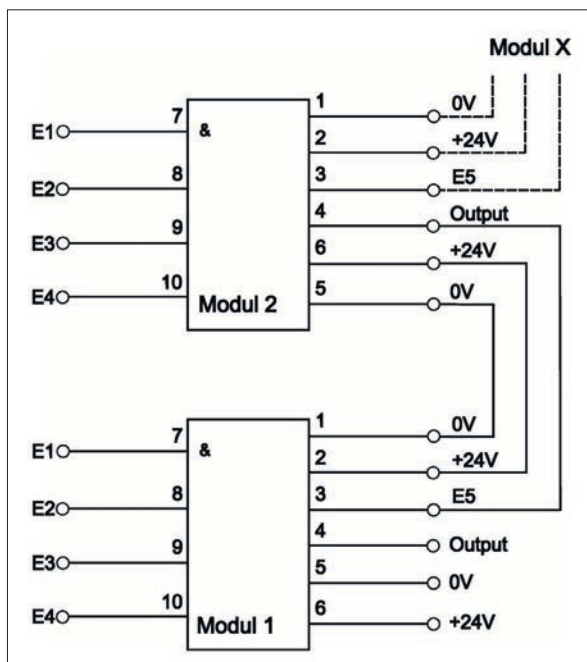 Modul X
1 0V
E1 7 & 2 +24V
E2 8 3 E5
E3 9 4 Output
6 +24V
E4 10 Modul 2 5 0V
1 0V
E1 7 & 2 +24V
E2 8 3 E5
E3 9 4 Output
5 0V
E4 10 Modul 1 6 +24V